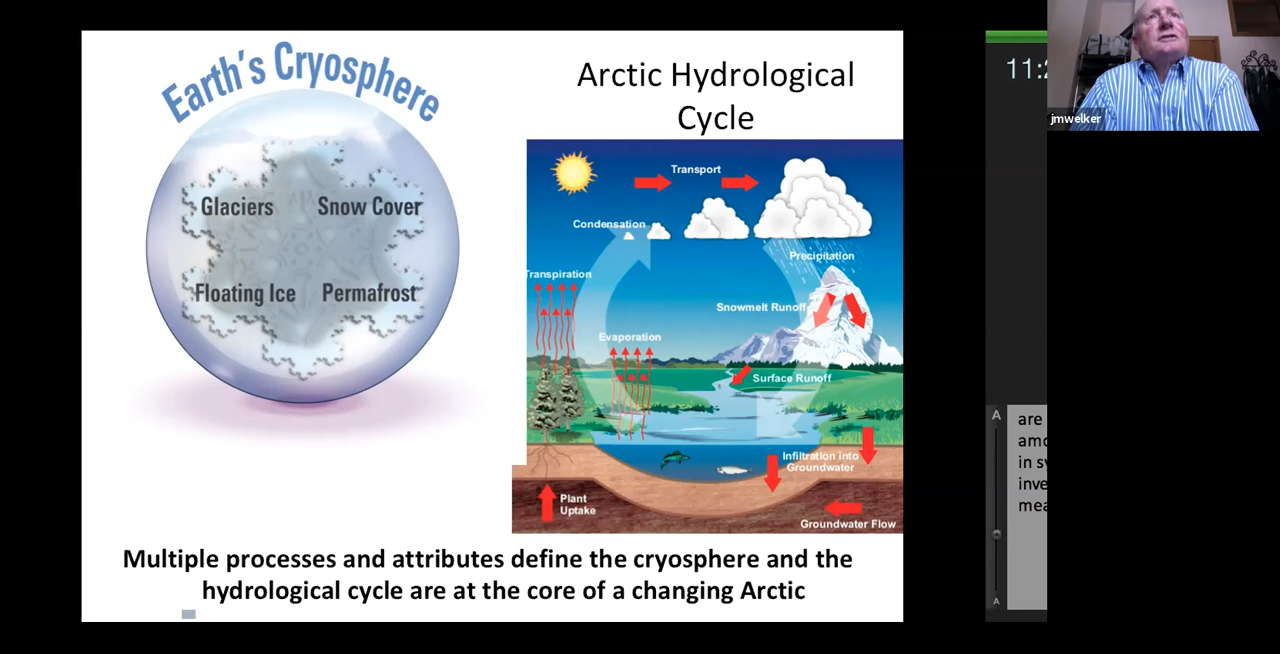 Earth's Cryosphere
Glaciers
Snow Cover
Floating Ice
Permafrost
Arctic Hydrological
Cycle
Transport
Condensation
Precipitation
Transpiration
Snowmelt Runoff
Evaporation
Surface Runoff
Infiltration into
Groundwater
Plant
Uptake
Groundwater Flow
Multiple processes and attributes define the cryosphere and the
hydrological cycle are at the core of a changing Arctic
11:2
jmwelker
A
are
amo
in sy
inve
mea
A